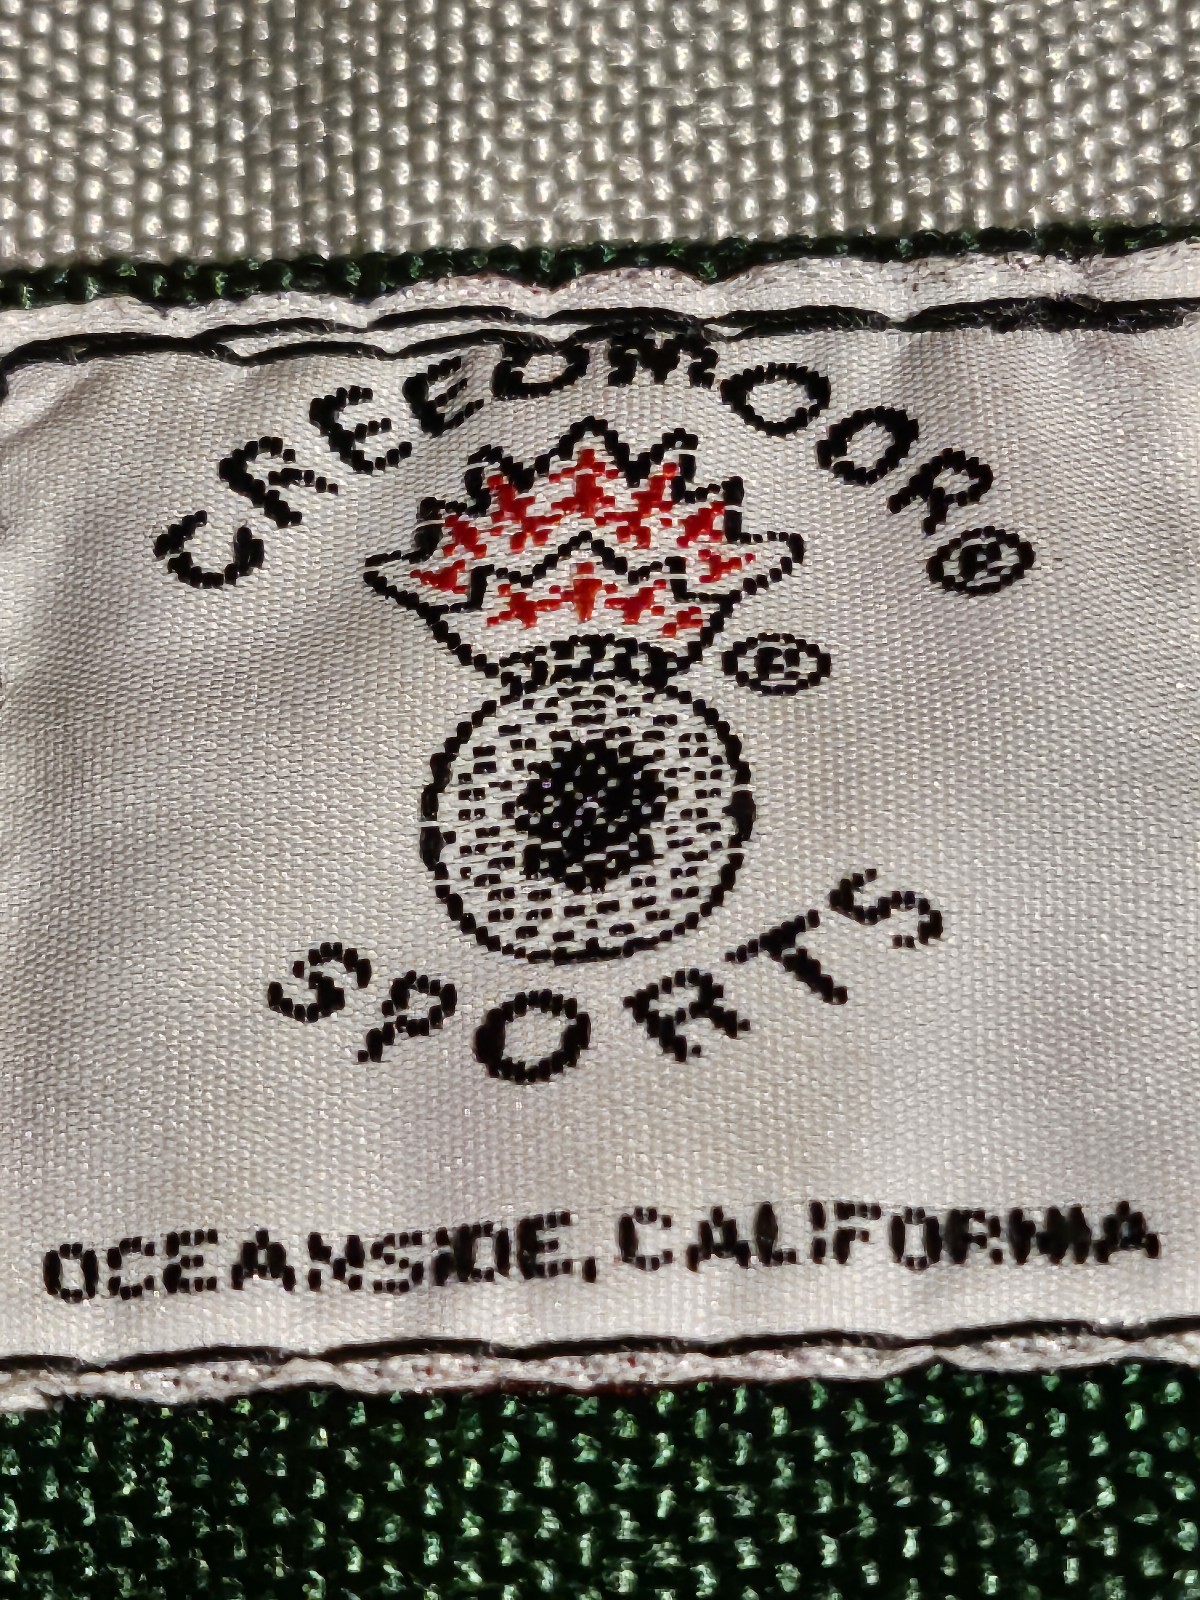 CREEDMOOR®
®
SPORTS
OCEANSIDE, CALIFORNIA